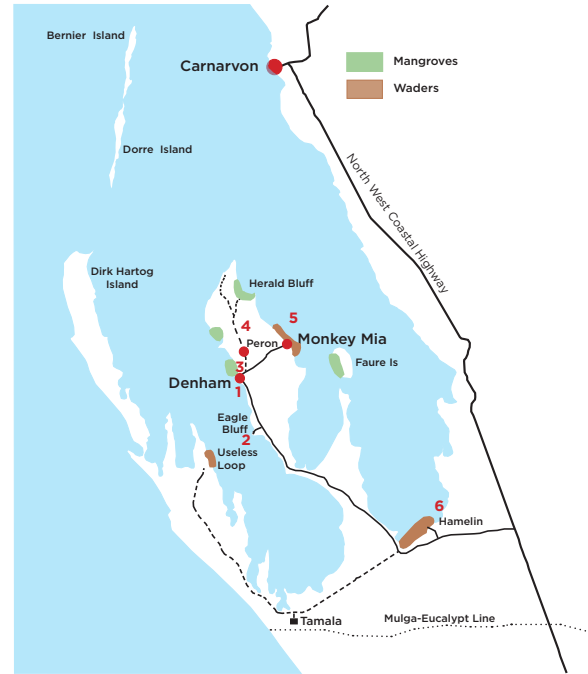 Bernier Island
Carnarvon
Mangroves
Waders
Dorre Island
North West Coastal Highway
Dirk Hartog
Island
Herald Bluff
5
4
Peron
Monkey Mia
3
Faure Is
Denham
1
Eagle
Bluff
2
Useless
Loop
6
Hamelin
Tamala
Mulga-Eucalypt Line